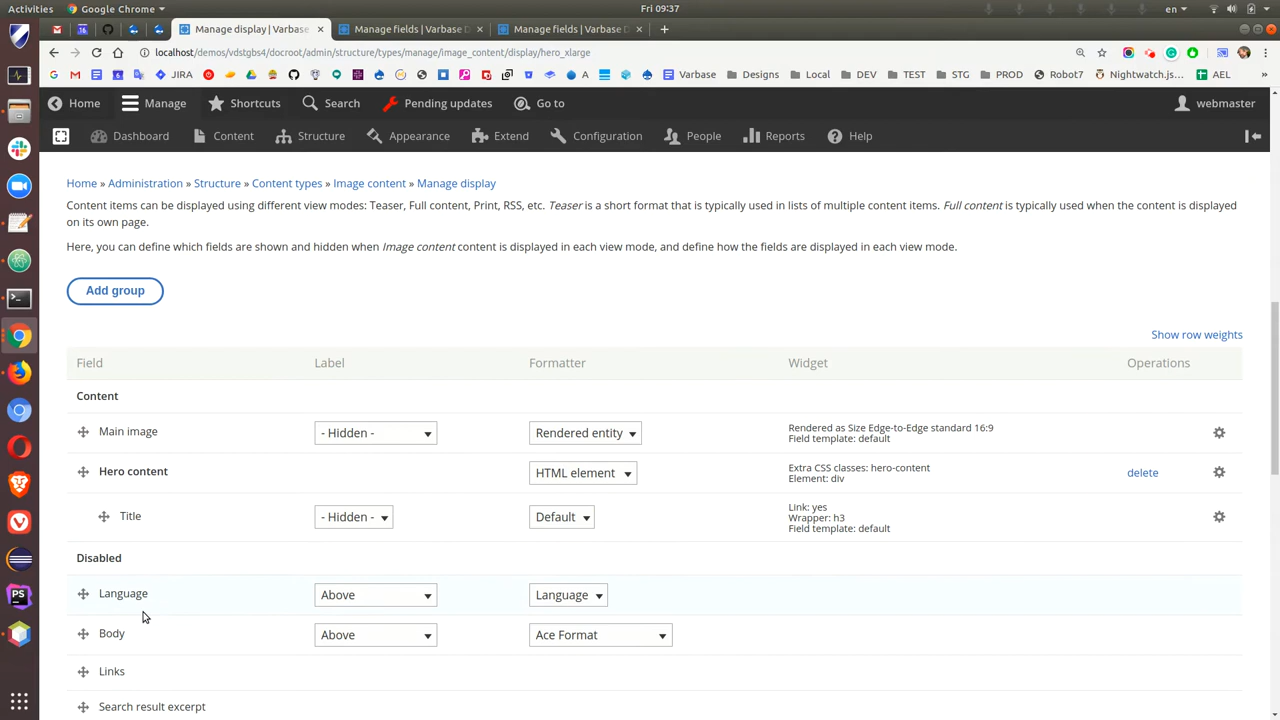 Activities Google Chrome Fri 09:37 en
Manage display | Varbase × Manage fields | Varbase D × Manage fields | Varbase D × +
localhost/demos/vdstgbs4/docroot/admin/structure/types/manage/image_content/display/hero_xlarge
JIRA Varbase Designs Local DEV TEST STG PROD Robot7 Nightwatch.js... AEL
Home Manage Shortcuts Search Pending updates Go to webmaster
Dashboard Content Structure Appearance Extend Configuration People Reports Help
Home » Administration » Structure » Content types » Image content » Manage display
Content items can be displayed using different view modes: Teaser, Full content, Print, RSS, etc. Teaser is a short format that is typically used in lists of multiple content items. Full content is typically used when the content is displayed
on its own page.
Here, you can define which fields are shown and hidden when Image content content is displayed in each view mode, and define how the fields are displayed in each view mode.
Add group
Show row weights
Field Label Formatter Widget Operations
Content
Main image - Hidden - Rendered entity Rendered as Size Edge-to-Edge standard 16:9
Field template: default
Hero content HTML element Extra CSS classes: hero-content
Element: div
delete
Title - Hidden - Default Link: yes
Wrapper: h3
Field template: default
Disabled
Language Above Language
Body Above Ace Format
Links
Search result excerpt
PS